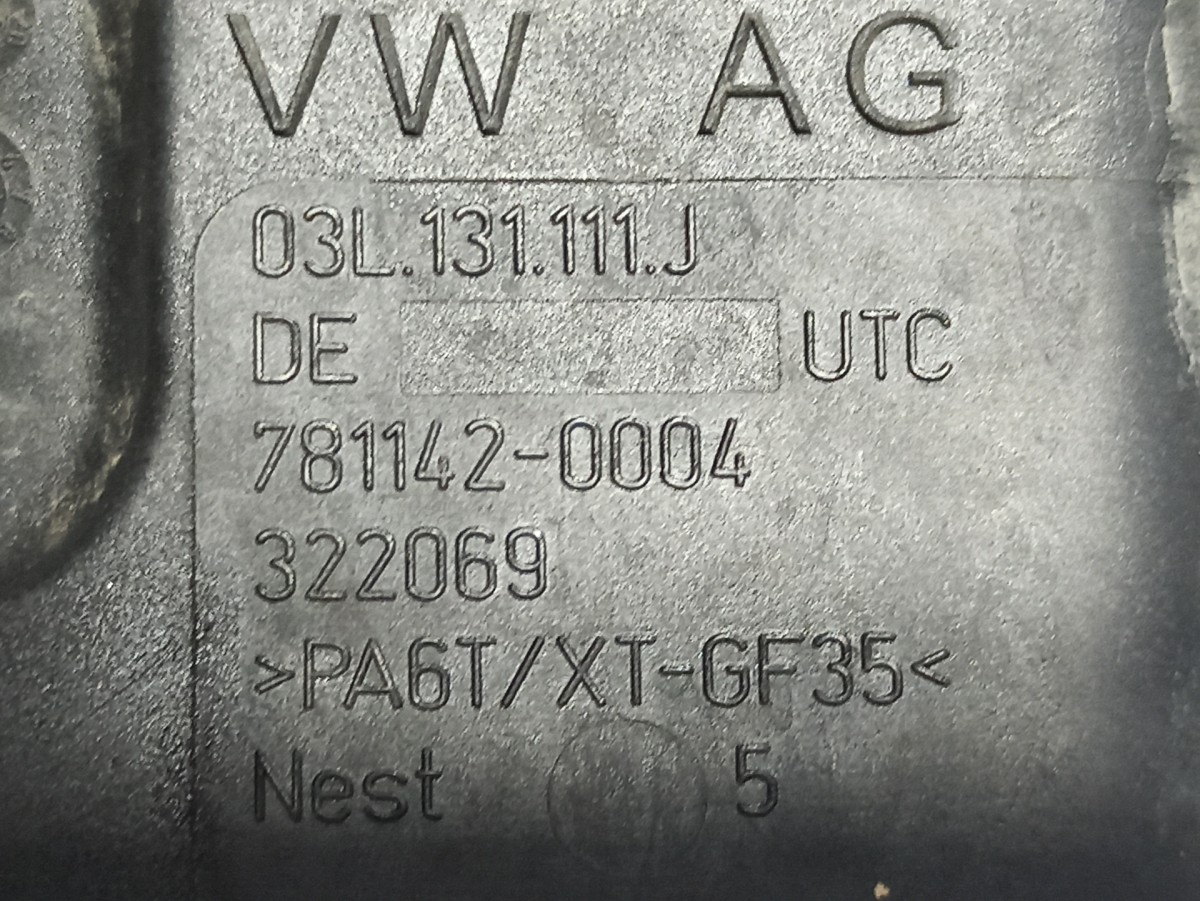 VW AG
03L.131.111.J
DE UTC
781142-0004
322069
>PA6T/XT-GF35<
Nest 5